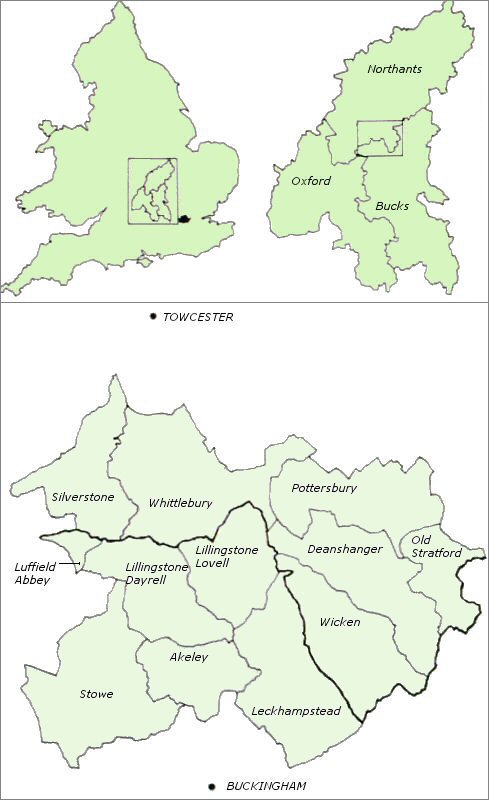 Northants
Oxford
Bucks
TOWCESTER
Silverstone
Whittlebury
Pottersbury
Luffield
Abbey
Lillingstone
Dayrell
Lillingstone
Lovell
Deanshanger
Old
Stratford
Wicken
Akeley
Stowe
Leckhampstead
BUCKINGHAM